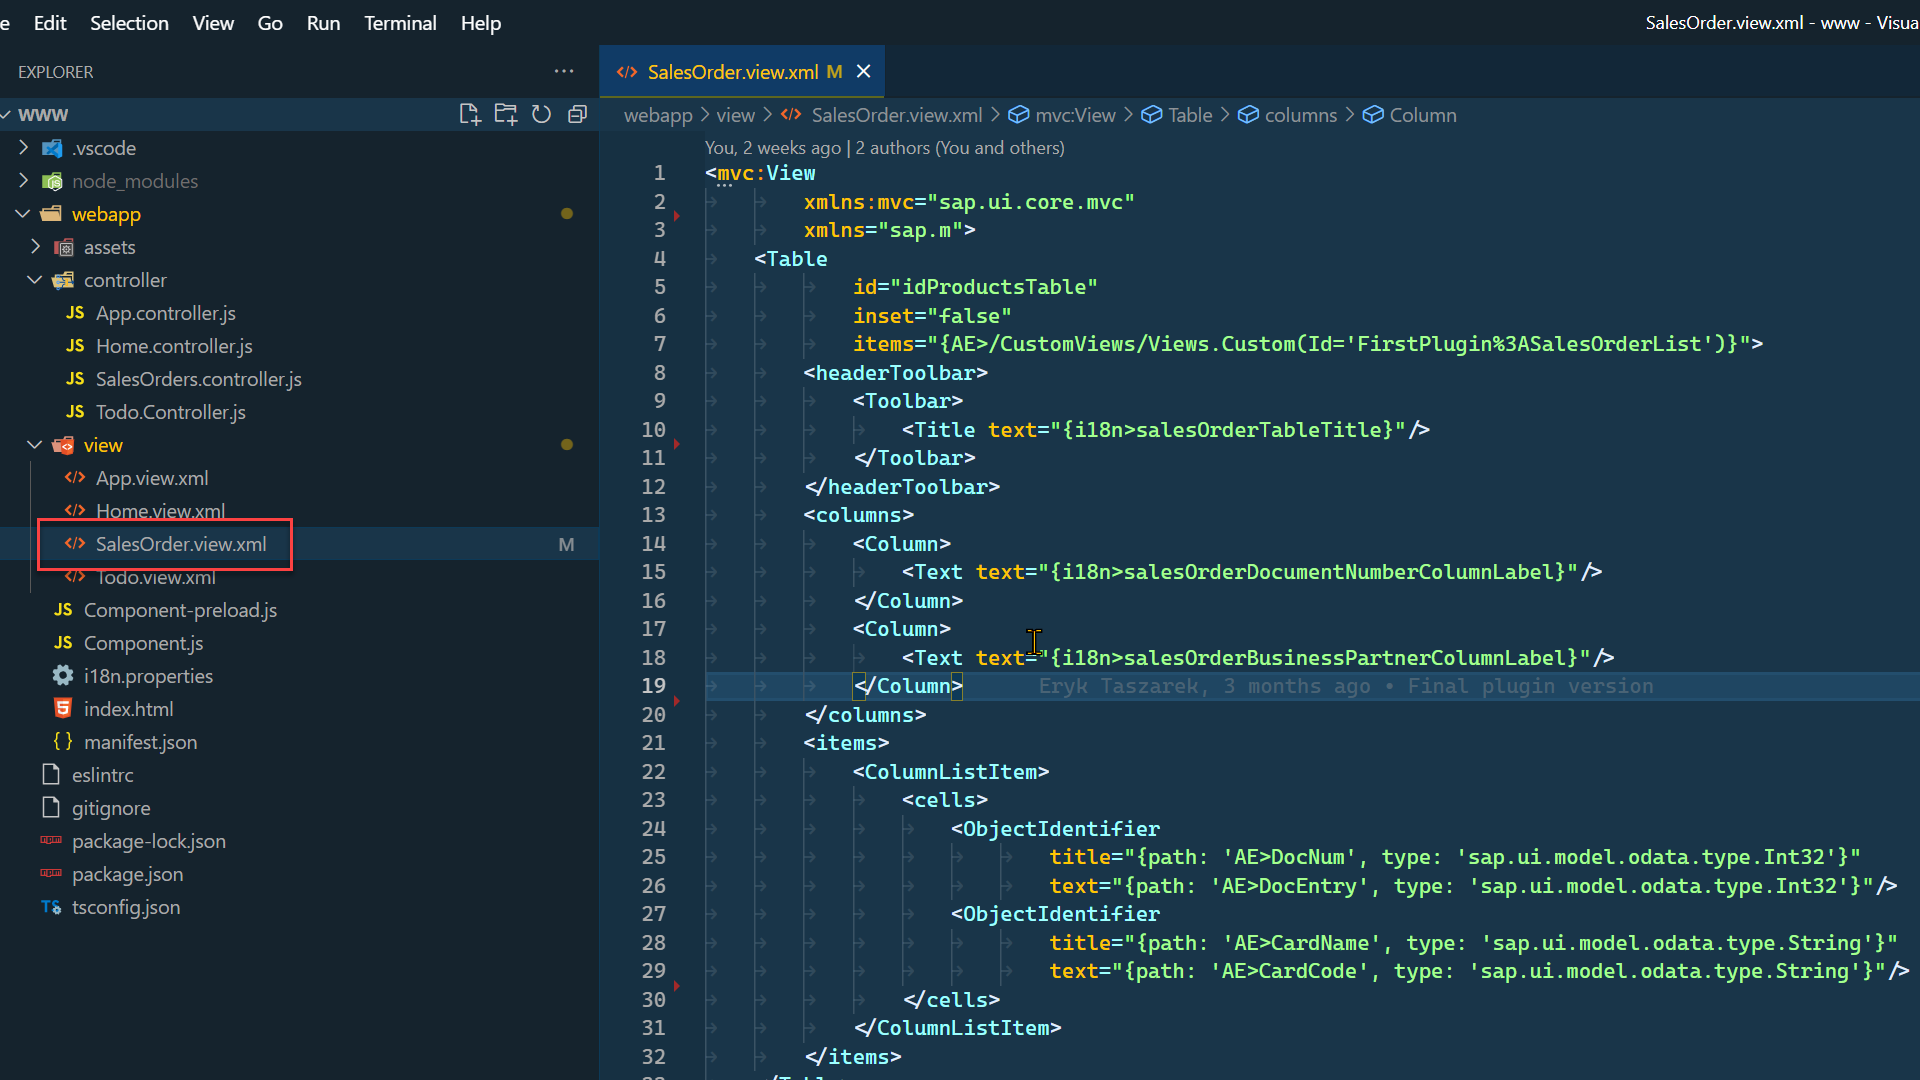 e Edit Selection View Go Run Terminal Help
SalesOrder.view.xml - www - Visua
EXPLORER
WWW
.vscode
node_modules
webapp
assets
controller
JS App.controller.js
JS Home.controller.js
JS SalesOrders.controller.js
JS Todo.Controller.js
view
</> App.view.xml
</> Home.view.xml
</> SalesOrder.view.xml M
</> Todo.view.xml
JS Component-preload.js
JS Component.js
i18n.properties
index.html
{} manifest.json
eslintrc
gitignore
package-lock.json
package.json
TS tsconfig.json
</> SalesOrder.view.xml M
webapp > view > </> SalesOrder.view.xml > mvc:View > Table > columns > Column
You, 2 weeks ago | 2 authors (You and others)
1 <mvc:View
2 xmlns:mvc="sap.ui.core.mvc"
3 xmlns="sap.m">
4 <Table
5 id="idProductsTable"
6 inset="false"
7 items="{AE>/CustomViews/Views.Custom(Id='FirstPlugin%3ASalesOrderList')}">
8 <headerToolbar>
9 <Toolbar>
10 <Title text="{i18n>salesOrderTableTitle}"/>
11 </Toolbar>
12 </headerToolbar>
13 <columns>
14 <Column>
15 <Text text="{i18n>salesOrderDocumentNumberColumnLabel}"/>
16 </Column>
17 <Column>
18 <Text text="{i18n>salesOrderBusinessPartnerColumnLabel}"/>
19 </Column> Eryk Taszarek, 3 months ago • Final plugin version
20 </columns>
21 <items>
22 <ColumnListItem>
23 <cells>
24 <ObjectIdentifier
25 title="{path: 'AE>DocNum', type: 'sap.ui.model.odata.type.Int32'}"
26 text="{path: 'AE>DocEntry', type: 'sap.ui.model.odata.type.Int32'}"/>
27 <ObjectIdentifier
28 title="{path: 'AE>CardName', type: 'sap.ui.model.odata.type.String'}"
29 text="{path: 'AE>CardCode', type: 'sap.ui.model.odata.type.String'}"/>
30 </cells>
31 </ColumnListItem>
32 </items>